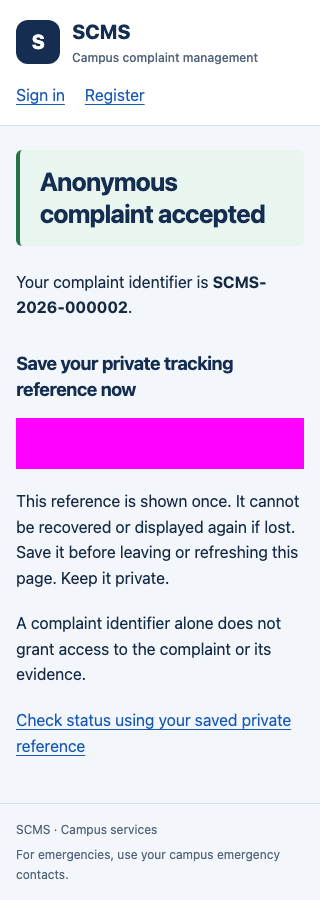 S
SCMS
Campus complaint management
Sign in Register
Anonymous
complaint accepted
Your complaint identifier is SCMS-
2026-000002.
Save your private tracking
reference now
This reference is shown once. It cannot
be recovered or displayed again if lost.
Save it before leaving or refreshing this
page. Keep it private.
A complaint identifier alone does not
grant access to the complaint or its
evidence.
Check status using your saved private
reference
SCMS · Campus services
For emergencies, use your campus emergency
contacts.